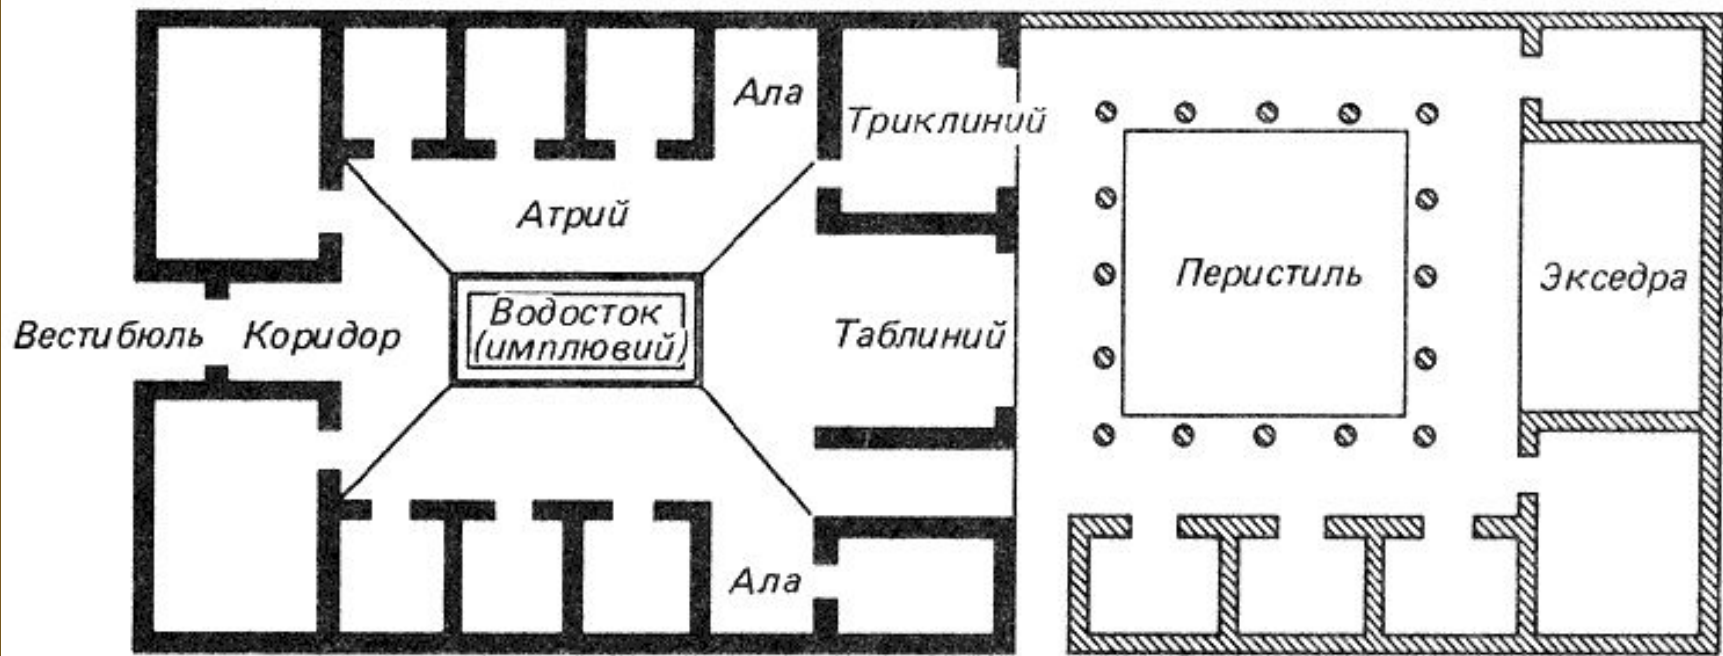 Ала
Триклиний
Атрий
Перистиль
Экседра
Вестибюль
Коридор
Водосток
(имплювий)
Таблиний
Ала